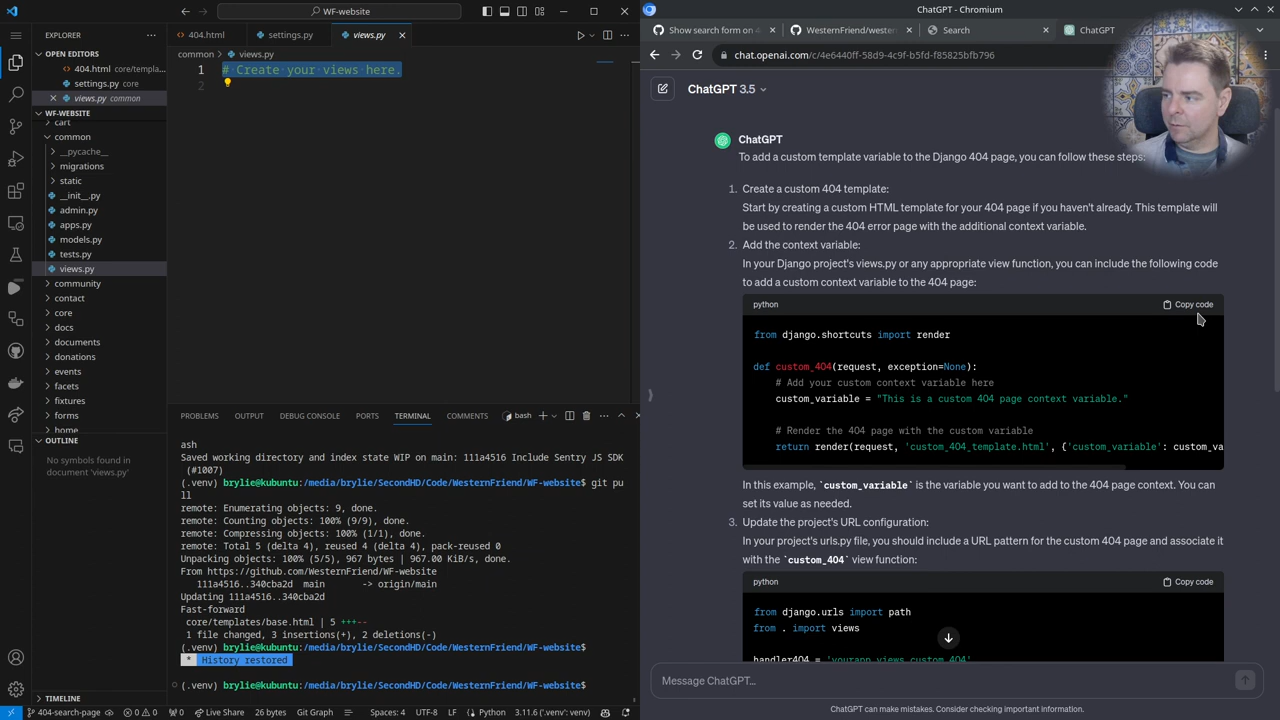 WF-website
EXPLORER
OPEN EDITORS
404.html core/templa...
settings.py core
views.py common
WF-WEBSITE
cart
common
__pycache__
migrations
static
__init__.py
admin.py
apps.py
models.py
tests.py
views.py
community
contact
core
docs
documents
donations
events
facets
fixtures
forms
home
OUTLINE
No symbols found in
document 'views.py'
TIMELINE
404.html
settings.py
views.py
common > views.py
1 # Create your views here.
2
PROBLEMS OUTPUT DEBUG CONSOLE PORTS TERMINAL COMMENTS bash
ash
Saved working directory and index state WIP on main: 111a4516 Include Sentry JS SDK
(#1007)
(.venv) brylie@kubuntu:/media/brylie/SecondHD/Code/WesternFriend/WF-website$ git pu
ll
remote: Enumerating objects: 9, done.
remote: Counting objects: 100% (9/9), done.
remote: Compressing objects: 100% (1/1), done.
remote: Total 5 (delta 4), reused 4 (delta 4), pack-reused 0
Unpacking objects: 100% (5/5), 967 bytes | 967.00 KiB/s, done.
From https://github.com/WesternFriend/WF-website
111a4516..340cba2d main -> origin/main
Updating 111a4516..340cba2d
Fast-forward
core/templates/base.html | 5 +++--
1 file changed, 3 insertions(+), 2 deletions(-)
(.venv) brylie@kubuntu:/media/brylie/SecondHD/Code/WesternFriend/WF-website$
* History restored
(.venv) brylie@kubuntu:/media/brylie/SecondHD/Code/WesternFriend/WF-website$
404-search-page 0 0 0 Live Share 26 bytes Git Graph Spaces: 4 UTF-8 LF Python 3.11.6 ('.venv': venv)
ChatGPT - Chromium
Show search form on 4
WesternFriend/wester
Search
ChatGPT
chat.openai.com/c/4e6440ff-58d9-4c9f-b5fd-f85825bfb796
ChatGPT 3.5
ChatGPT
To add a custom template variable to the Django 404 page, you can follow these steps:
1. Create a custom 404 template:
Start by creating a custom HTML template for your 404 page if you haven't already. This template will
be used to render the 404 error page with the additional context variable.
2. Add the context variable:
In your Django project's views.py or any appropriate view function, you can include the following code
to add a custom context variable to the 404 page:
python Copy code
from django.shortcuts import render
def custom_404(request, exception=None):
# Add your custom context variable here
custom_variable = "This is a custom 404 page context variable."
# Render the 404 page with the custom variable
return render(request, 'custom_404_template.html', {'custom_variable': custom_va
In this example, `custom_variable` is the variable you want to add to the 404 page context. You can
set its value as needed.
3. Update the project's URL configuration:
In your project's urls.py file, you should include a URL pattern for the custom 404 page and associate it
with the `custom_404` view function:
python Copy code
from django.urls import path
from . import views
handler404 = 'yourapp.views.custom_404'
Message ChatGPT...
ChatGPT can make mistakes. Consider checking important information.